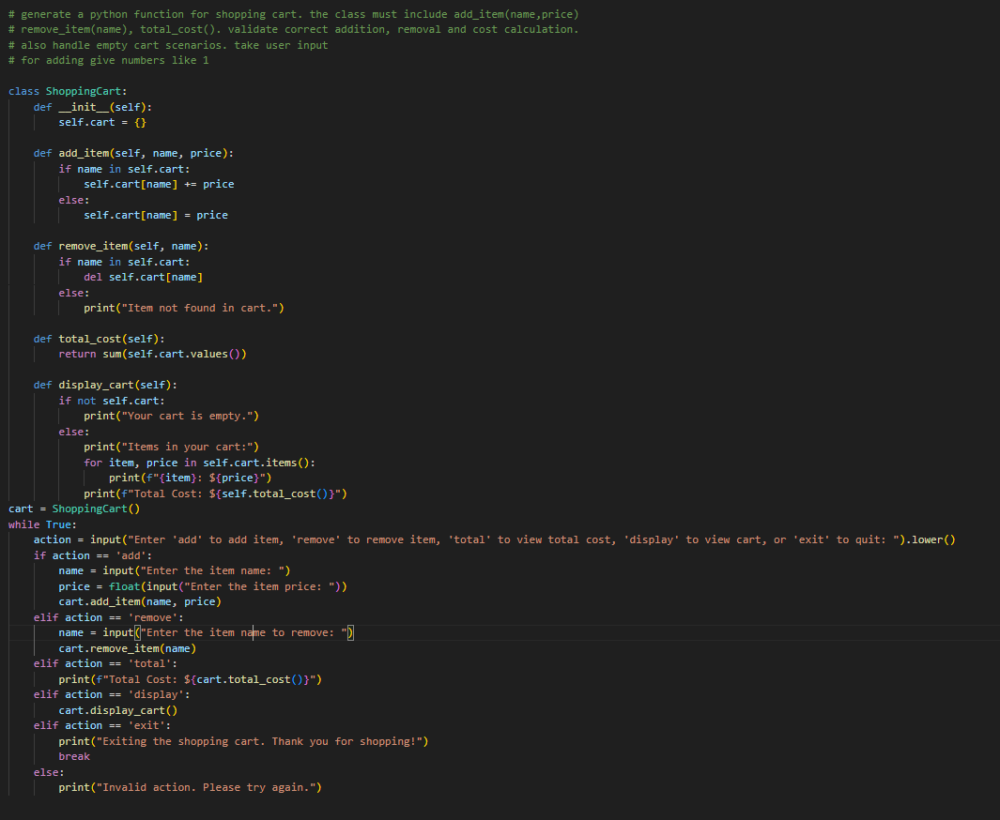 # generate a python function for shopping cart. the class must include add_item(name,price)
# remove_item(name), total_cost(). validate correct addition, removal and cost calculation.
# also handle empty cart scenarios. take user input
# for adding give numbers like 1

class ShoppingCart:
    def __init__(self):
        self.cart = {}

    def add_item(self, name, price):
        if name in self.cart:
            self.cart[name] += price
        else:
            self.cart[name] = price

    def remove_item(self, name):
        if name in self.cart:
            del self.cart[name]
        else:
            print("Item not found in cart.")

    def total_cost(self):
        return sum(self.cart.values())

    def display_cart(self):
        if not self.cart:
            print("Your cart is empty.")
        else:
            print("Items in your cart:")
            for item, price in self.cart.items():
                print(f"{item}: ${price}")
            print(f"Total Cost: ${self.total_cost()}")
cart = ShoppingCart()
while True:
    action = input("Enter 'add' to add item, 'remove' to remove item, 'total' to view total cost, 'display' to view cart, or 'exit' to quit: ").lower()
    if action == 'add':
        name = input("Enter the item name: ")
        price = float(input("Enter the item price: "))
        cart.add_item(name, price)
    elif action == 'remove':
        name = input("Enter the item name to remove: ")
        cart.remove_item(name)
    elif action == 'total':
        print(f"Total Cost: ${cart.total_cost()}")
    elif action == 'display':
        cart.display_cart()
    elif action == 'exit':
        print("Exiting the shopping cart. Thank you for shopping!")
        break
    else:
        print("Invalid action. Please try again.")